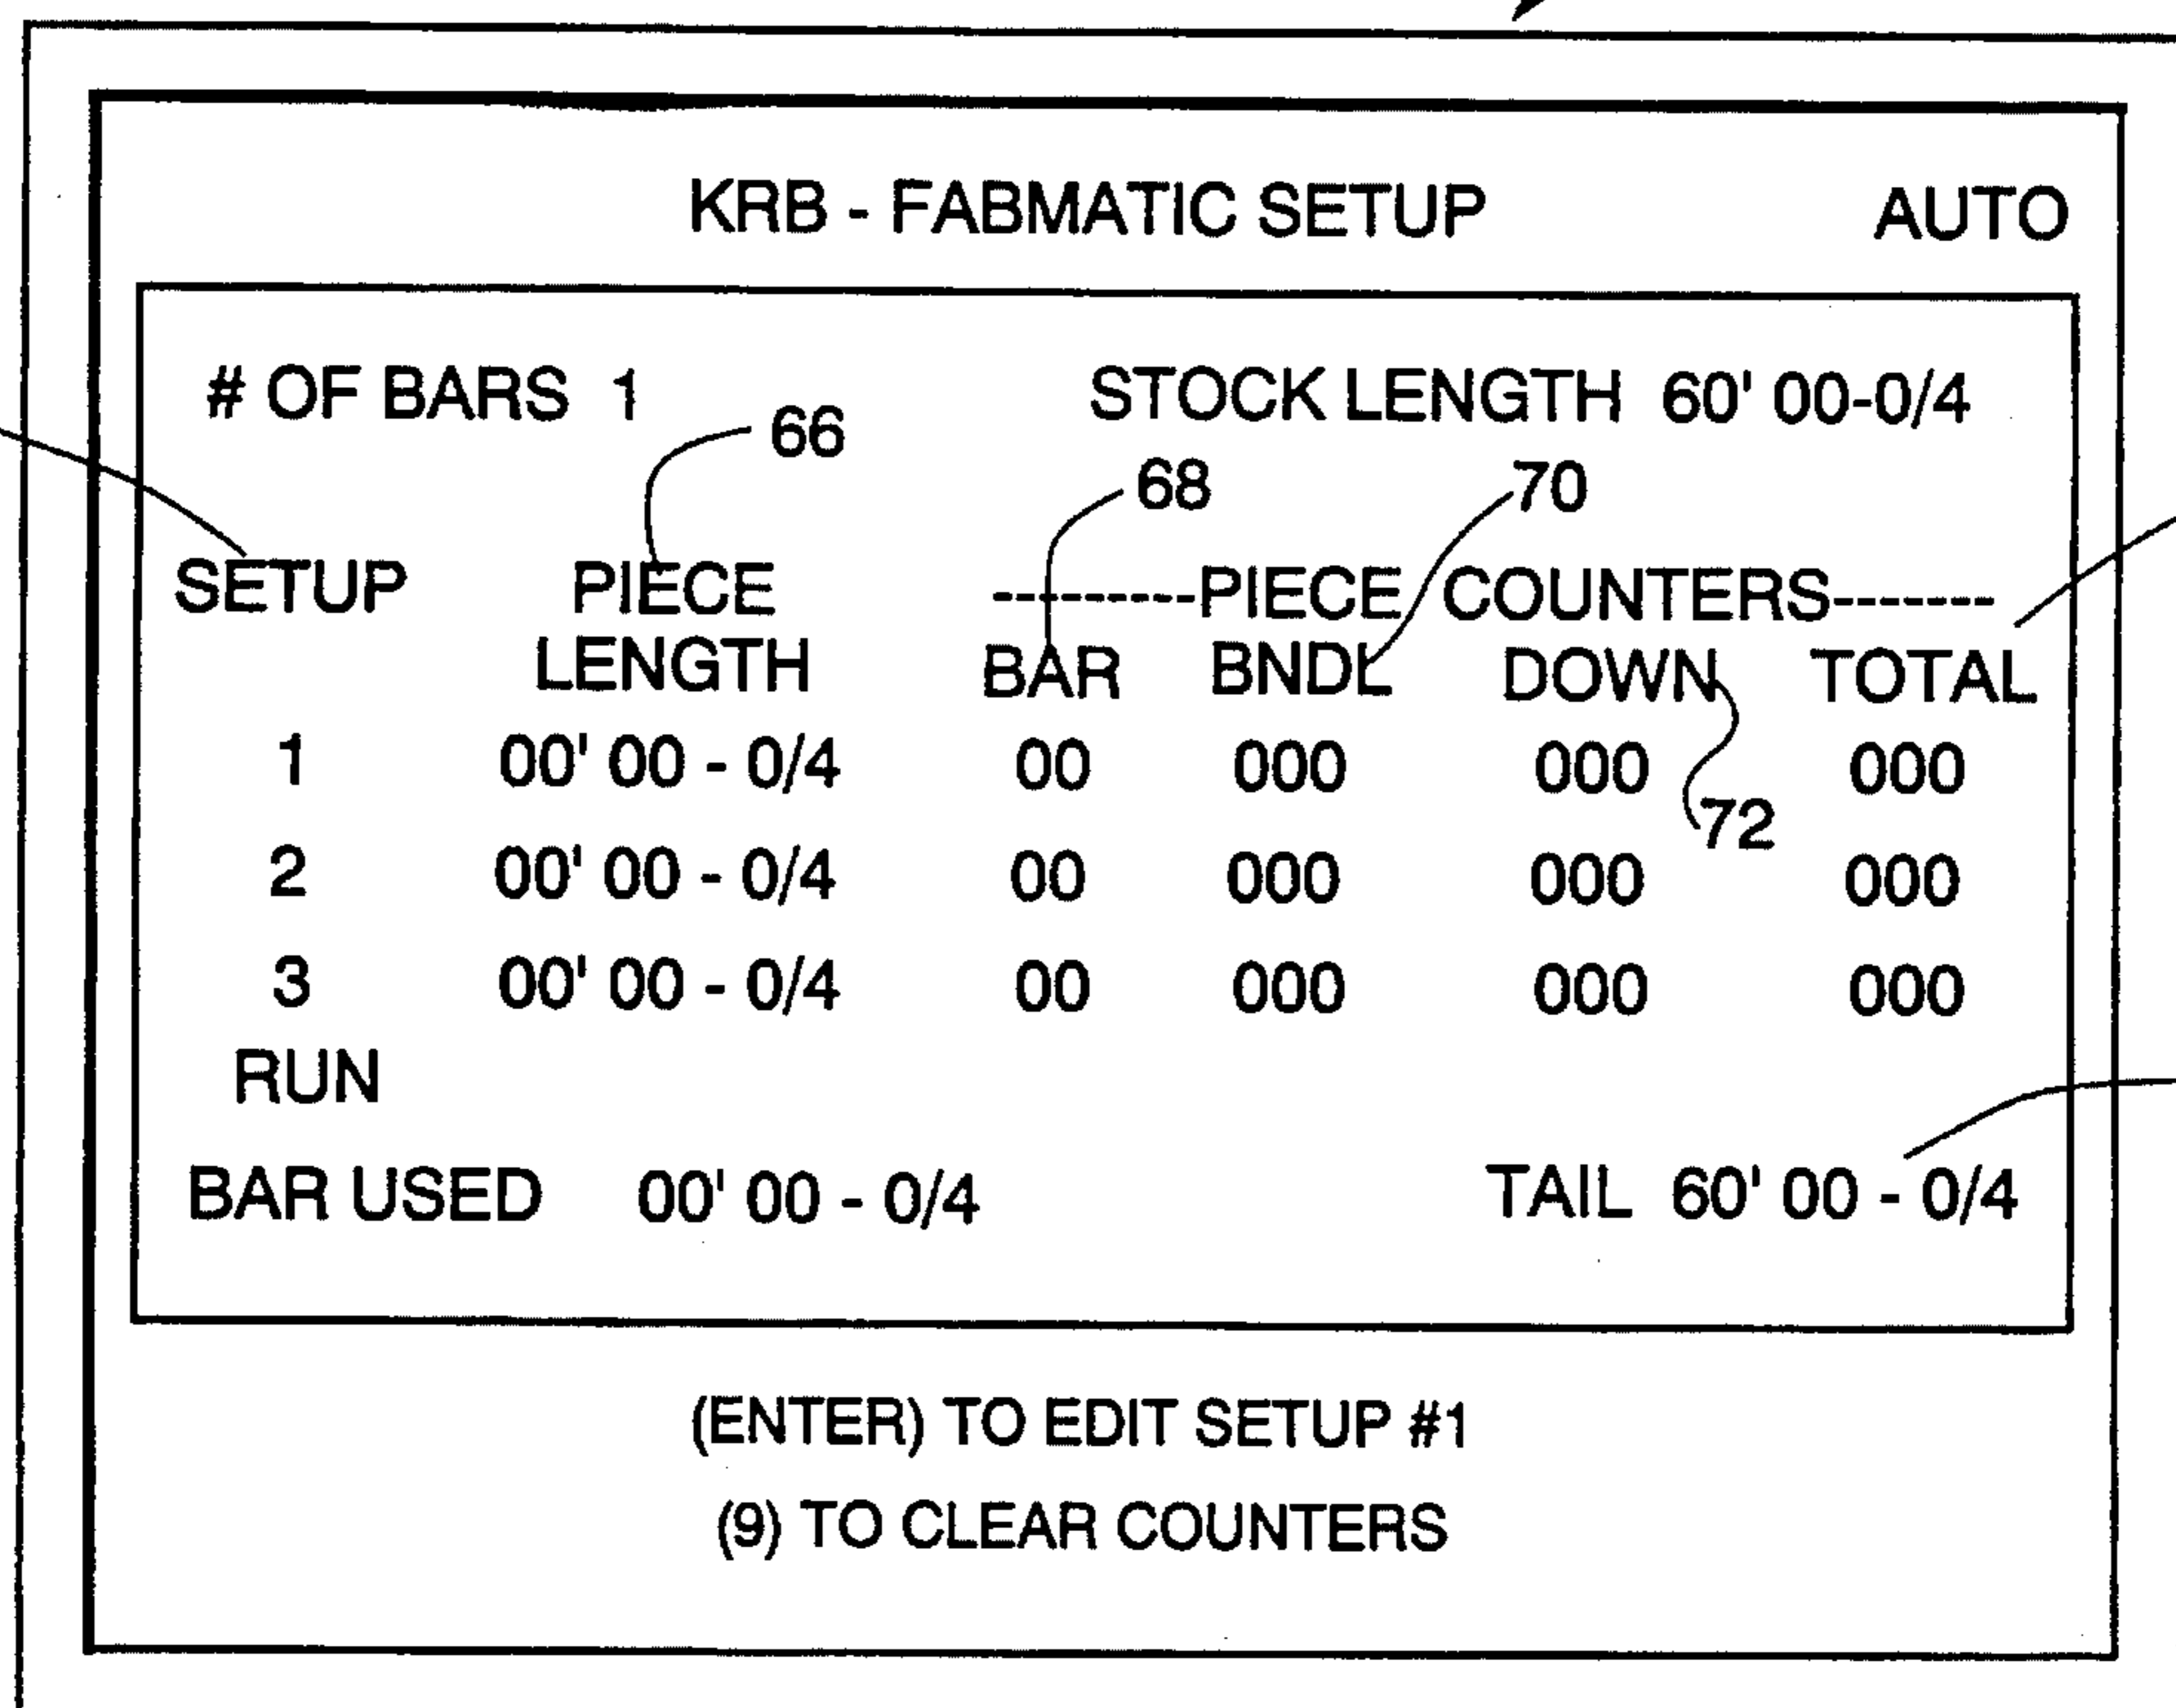 KRB - FABMATIC SETUP AUTO
# OF BARS 1 STOCK LENGTH 60' 00-0/4
66
68 70
SETUP PIECE ---------PIECE COUNTERS-------
LENGTH BAR BNDL DOWN TOTAL
1 00' 00 - 0/4 00 000 000 000
72
2 00' 00 - 0/4 00 000 000 000
3 00' 00 - 0/4 00 000 000 000
RUN
BAR USED 00' 00 - 0/4 TAIL 60' 00 - 0/4
(ENTER) TO EDIT SETUP #1
(9) TO CLEAR COUNTERS